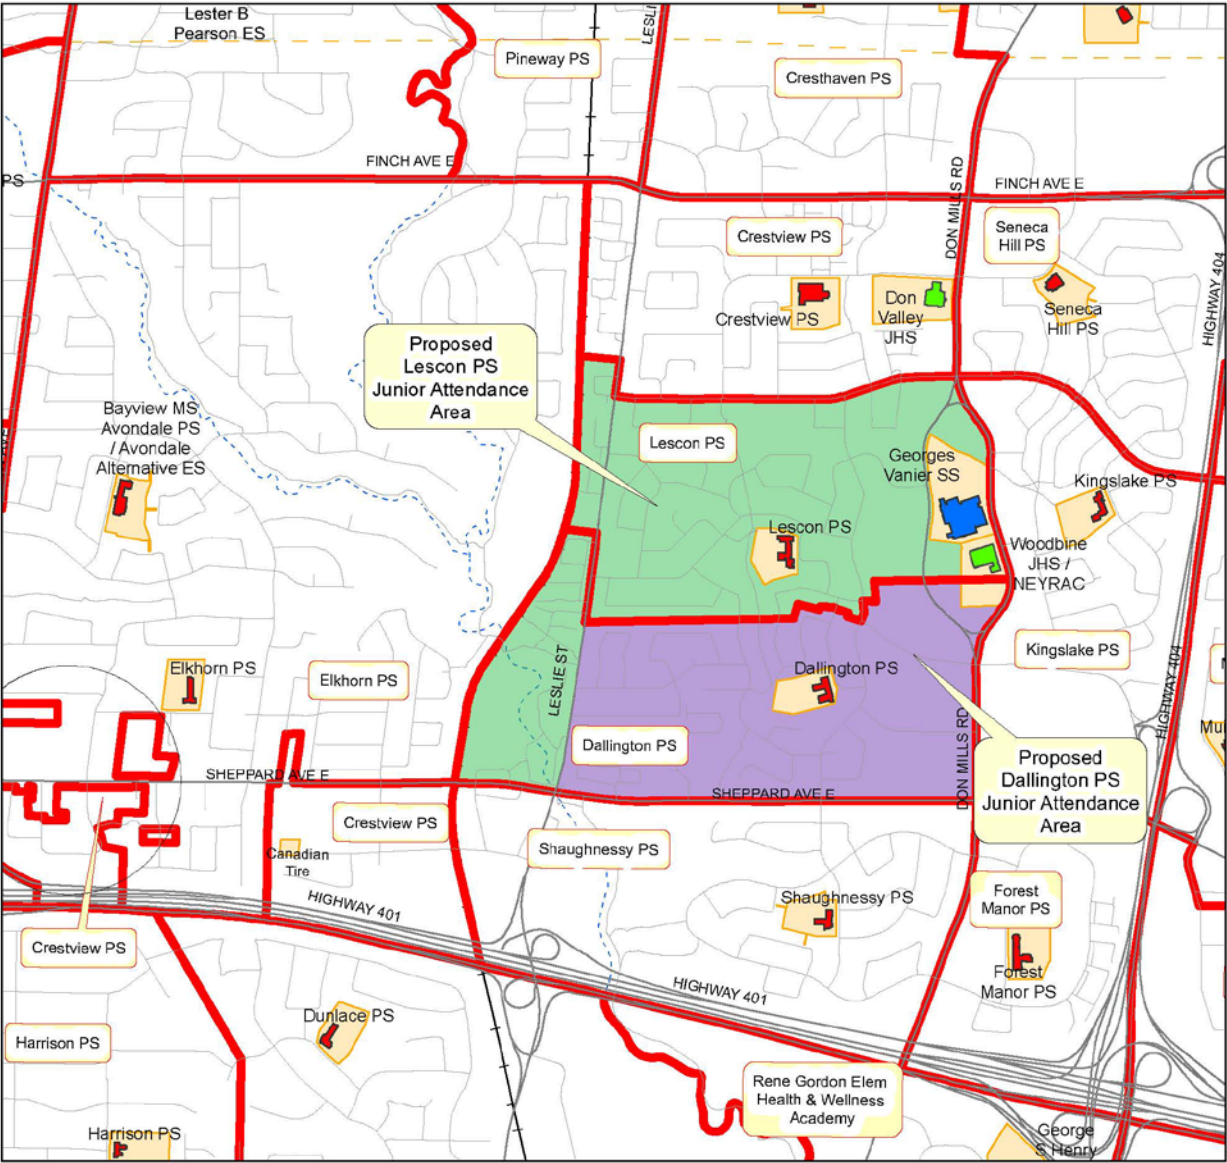 Lester B
Pearson ES
LESLI
Pineway PS
Cresthaven PS
FINCH AVE E
PS
DON MILLS RD
FINCH AVE E
Crestview PS
Seneca
Hill PS
HIGHWAY 404
Crestview PS
Don
Valley
JHS
Seneca
Hill PS
Proposed
Lescon PS
Junior Attendance
Area
Bayview MS
Avondale PS
/ Avondale
Alternative ES
Lescon PS
Georges
Vanier SS
Kingslake PS
Lescon PS
Woodbine
JHS /
NEYRAC
Elkhorn PS
Elkhorn PS
LESLIE ST
Dallington PS
Kingslake PS
HIGHWAY 404
Dallington PS
DON MILLS RD
Mul
Proposed
Dallington PS
Junior Attendance
Area
SHEPPARD AVE E
SHEPPARD AVE E
Crestview PS
Shaughnessy PS
Canadian
Tire
HIGHWAY 401
Shaughnessy PS
Forest
Manor PS
Crestview PS
Forest
Manor PS
HIGHWAY 401
Dunlace PS
Harrison PS
Rene Gordon Elem
Health & Wellness
Academy
Harrison PS
George
S Henry